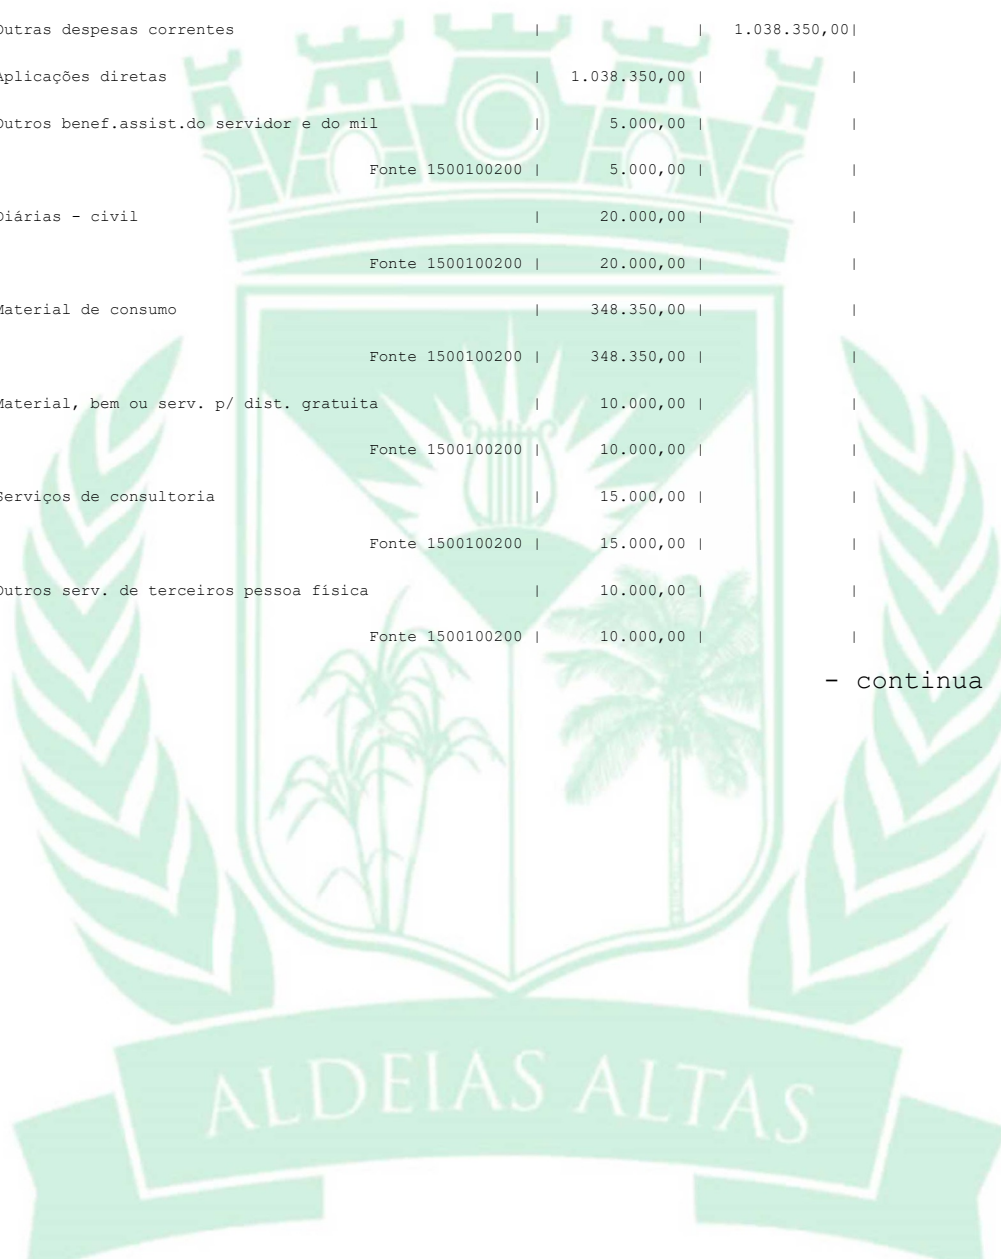 Outras despesas correntes | | 1.038.350,00|
Aplicações diretas | 1.038.350,00 | |
Outros benef.assist.do servidor e do mil | 5.000,00 | |
Fonte 1500100200 | 5.000,00 | |
Diárias - civil | 20.000,00 | |
Fonte 1500100200 | 20.000,00 | |
Material de consumo | 348.350,00 | |
Fonte 1500100200 | 348.350,00 | |
Material, bem ou serv. p/ dist. gratuita | 10.000,00 | |
Fonte 1500100200 | 10.000,00 | |
Serviços de consultoria | 15.000,00 | |
Fonte 1500100200 | 15.000,00 | |
Outros serv. de terceiros pessoa física | 10.000,00 | |
Fonte 1500100200 | 10.000,00 | |
- continua
ALDEIAS ALTAS